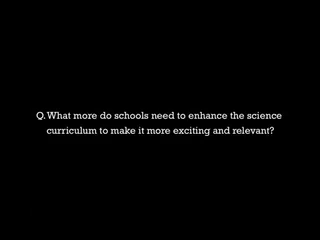 Q. What more do schools need to enhance the science
curriculum to make it more exciting and relevant?